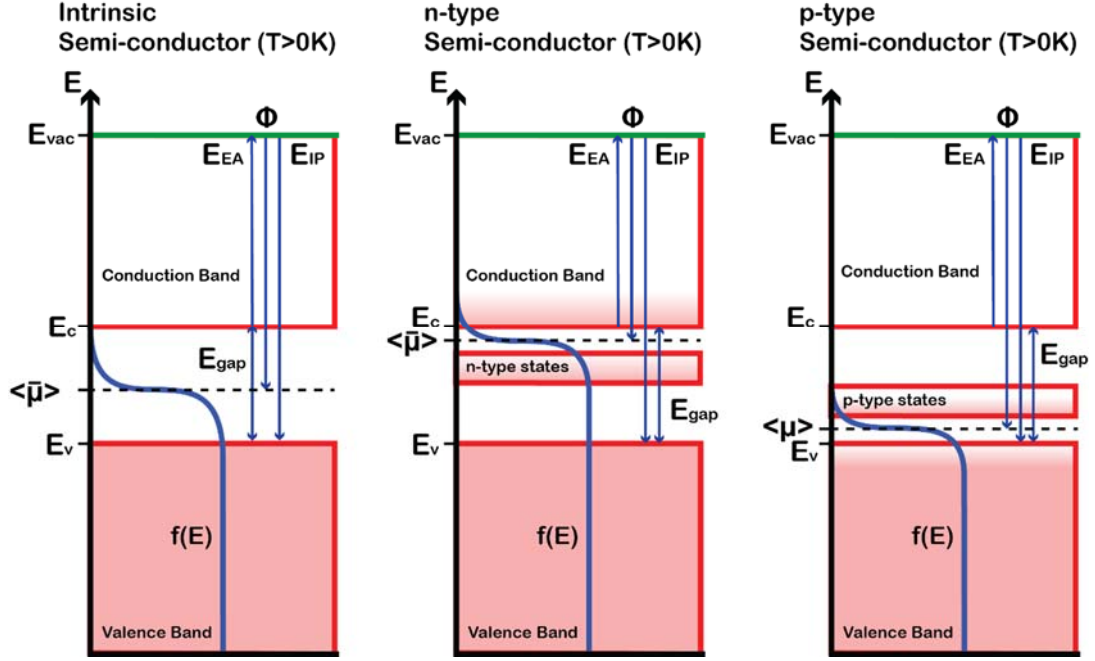 Intrinsic
Semi-conductor (T>0K)
E
Φ
Evac
EEA
EIP
Conduction Band
Ec
Egap
<μ̄>
Ev
f(E)
Valence Band
n-type
Semi-conductor (T>0K)
E
Φ
Evac
EEA
EIP
Conduction Band
Ec
<μ̄>
n-type states
Egap
Ev
f(E)
Valence Band
p-type
Semi-conductor (T>0K)
E
Φ
Evac
EEA
EIP
Conduction Band
Ec
Egap
p-type states
<μ>
Ev
f(E)
Valence Band